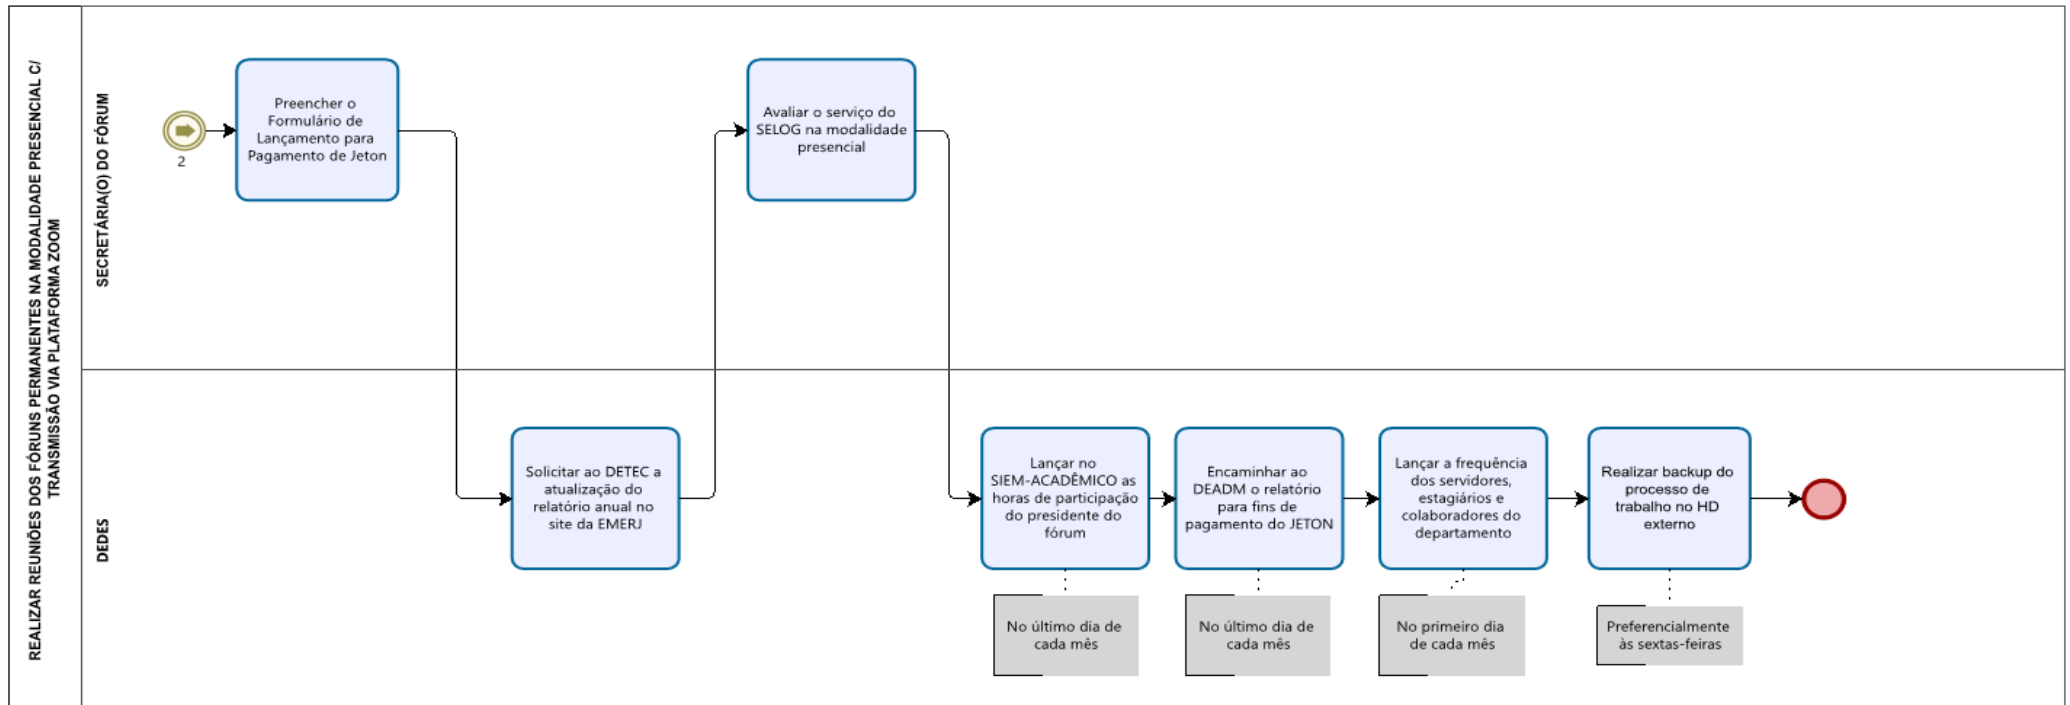 REALIZAR REUNIÕES DOS FÓRUNS PERMANENTES NA MODALIDADE PRESENCIAL C/
TRANSMISSÃO VIA PLATAFORMA ZOOM
SECRETÁRIA(O) DO FÓRUM
2
Preencher o
Formulário de
Lançamento para
Pagamento de Jeton
Avaliar o serviço do
SELOG na modalidade
presencial
DEDES
Solicitar ao DETEC a
atualização do
relatório anual no
site da EMERJ
Lançar no
SIEM-ACADÊMICO as
horas de participação
do presidente do
fórum
Encaminhar ao
DEADM o relatório
para fins de
pagamento do JETON
Lançar a frequência
dos servidores,
estagiários e
colaboradores do
departamento
Realizar backup do
processo de
trabalho no HD
externo
No último dia de
cada mês
No último dia de
cada mês
No primeiro dia
de cada mês
Preferencialmente
às sextas-feiras